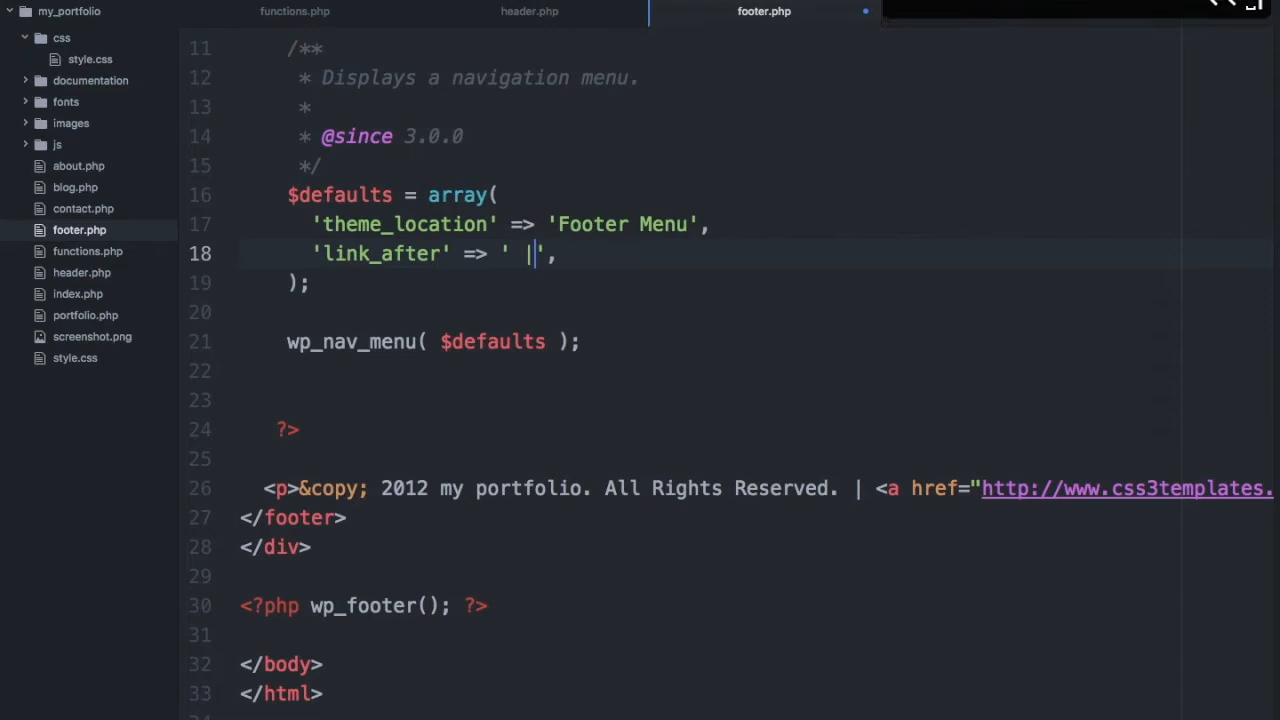 my_portfolio
css
style.css
documentation
fonts
images
js
about.php
blog.php
contact.php
footer.php
functions.php
header.php
index.php
portfolio.php
screenshot.png
style.css
functions.php header.php footer.php
11 /**
12 * Displays a navigation menu.
13 *
14 * @since 3.0.0
15 */
16 $defaults = array(
17 'theme_location' => 'Footer Menu',
18 'link_after' => ' |',
19 );
20
21 wp_nav_menu( $defaults );
22
23
24 ?>
25
26 <p>&copy; 2012 my portfolio. All Rights Reserved. | <a href="http://www.css3templates.
27 </footer>
28 </div>
29
30 <?php wp_footer(); ?>
31
32 </body>
33 </html>